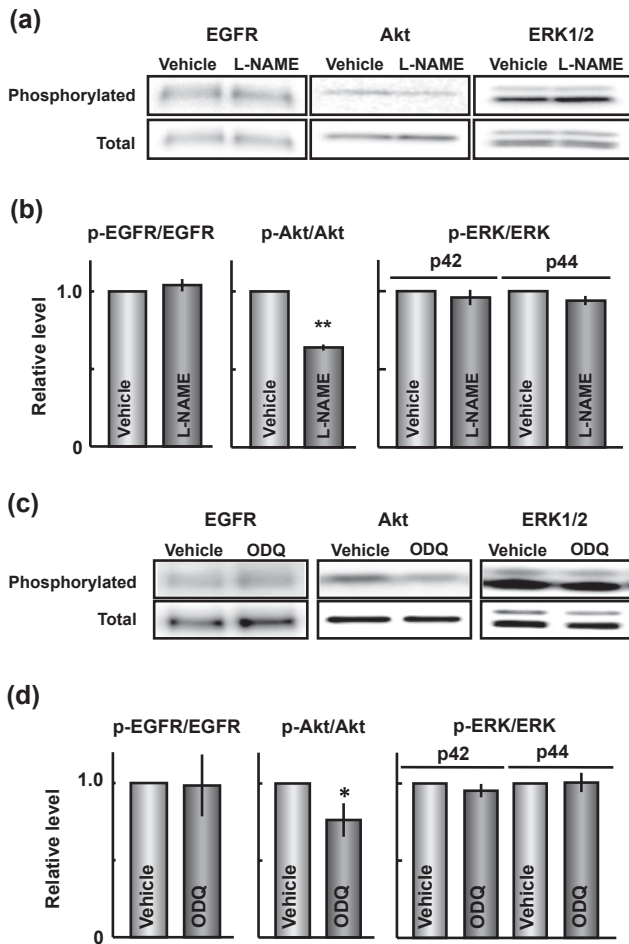 (a)
EGFR Akt ERK1/2
Vehicle L-NAME Vehicle L-NAME Vehicle L-NAME
Phosphorylated
Total
(b)
p-EGFR/EGFR p-Akt/Akt p-ERK/ERK
p42 p44
1.0
**
Relative level
Vehicle L-NAME Vehicle L-NAME Vehicle L-NAME Vehicle L-NAME
0
(c)
EGFR Akt ERK1/2
Vehicle ODQ Vehicle ODQ Vehicle ODQ
Phosphorylated
Total
(d)
p-EGFR/EGFR p-Akt/Akt p-ERK/ERK
p42 p44
1.0
*
Relative level
Vehicle ODQ Vehicle ODQ Vehicle ODQ Vehicle ODQ
0